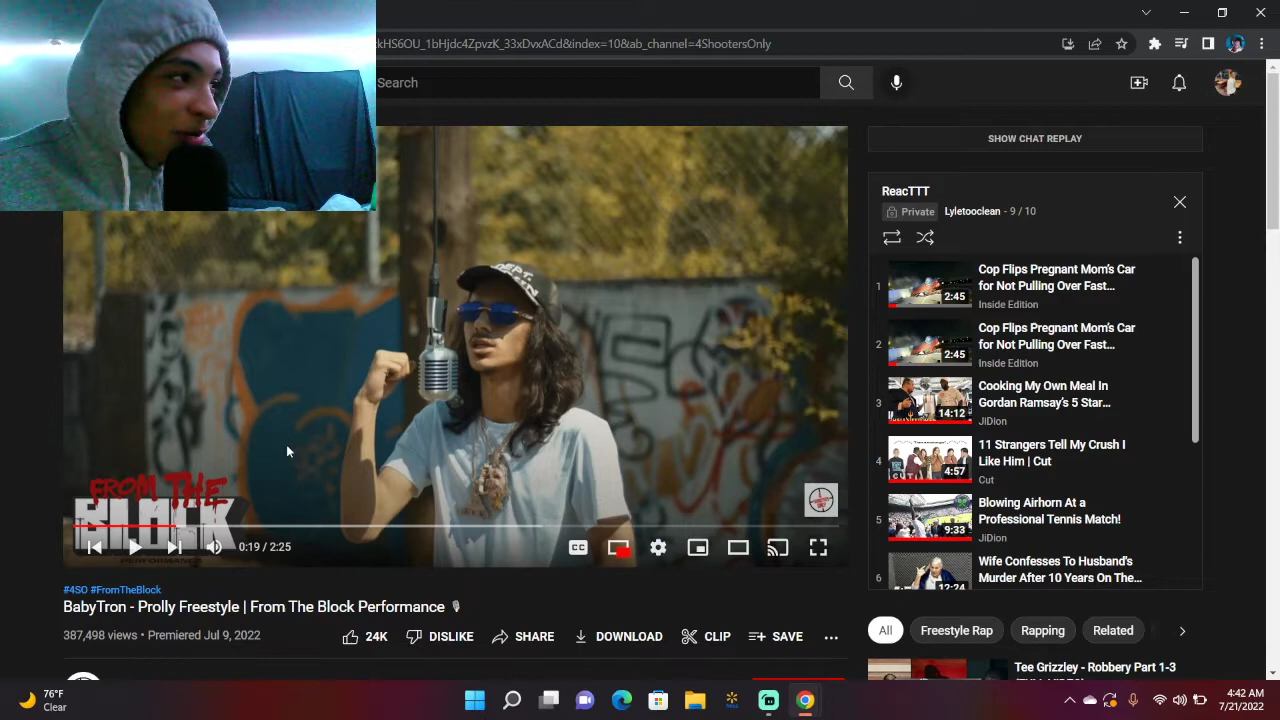 kHS6OU_1bHjdc4ZpvzK_33xDvxACd&index=10&ab_channel=4ShootersOnly
Search
SHOW CHAT REPLAY
ReacTTT
Private Lyletooclean - 9 / 10
1
Cop Flips Pregnant Mom's Car
for Not Pulling Over Fast...
Inside Edition
2:45
2
Cop Flips Pregnant Mom's Car
for Not Pulling Over Fast...
Inside Edition
2:45
3
Cooking My Own Meal In
Gordan Ramsay's 5 Star...
JiDion
14:12
4
11 Strangers Tell My Crush I
Like Him | Cut
Cut
4:57
5
Blowing Airhorn At a
Professional Tennis Match!
JiDion
9:33
6
Wife Confesses To Husband's
Murder After 10 Years On The...
12:24
FROM THE
BLOCK
PERFORMANCE
0:19 / 2:25
CC
#4SO #FromTheBlock
BabyTron - Prolly Freestyle | From The Block Performance 🎙
387,498 views • Premiered Jul 9, 2022
24K DISLIKE SHARE DOWNLOAD CLIP SAVE
All Freestyle Rap Rapping Related
Tee Grizzley - Robbery Part 1-3
76°F
Clear
4:42 AM
7/21/2022